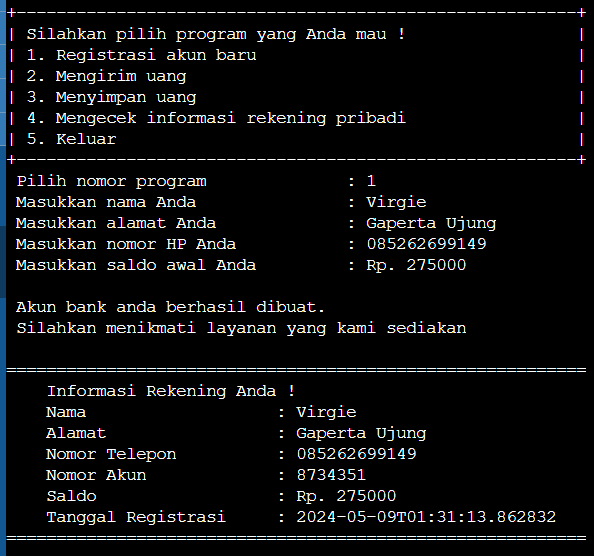 +--------------------------------------------------------+
| Silahkan pilih program yang Anda mau !                 |
| 1. Registrasi akun baru                                |
| 2. Mengirim uang                                       |
| 3. Menyimpan uang                                      |
| 4. Mengecek informasi rekening pribadi                 |
| 5. Keluar                                              |
+--------------------------------------------------------+
Pilih nomor program              : 1
Masukkan nama Anda               : Virgie
Masukkan alamat Anda             : Gaperta Ujung
Masukkan nomor HP Anda           : 085262699149
Masukkan saldo awal Anda         : Rp. 275000

Akun bank anda berhasil dibuat.
Silahkan menikmati layanan yang kami sediakan

==========================================================
    Informasi Rekening Anda !
    Nama                   : Virgie
    Alamat                 : Gaperta Ujung
    Nomor Telepon          : 085262699149
    Nomor Akun             : 8734351
    Saldo                  : Rp. 275000
    Tanggal Registrasi     : 2024-05-09T01:31:13.862832
==========================================================